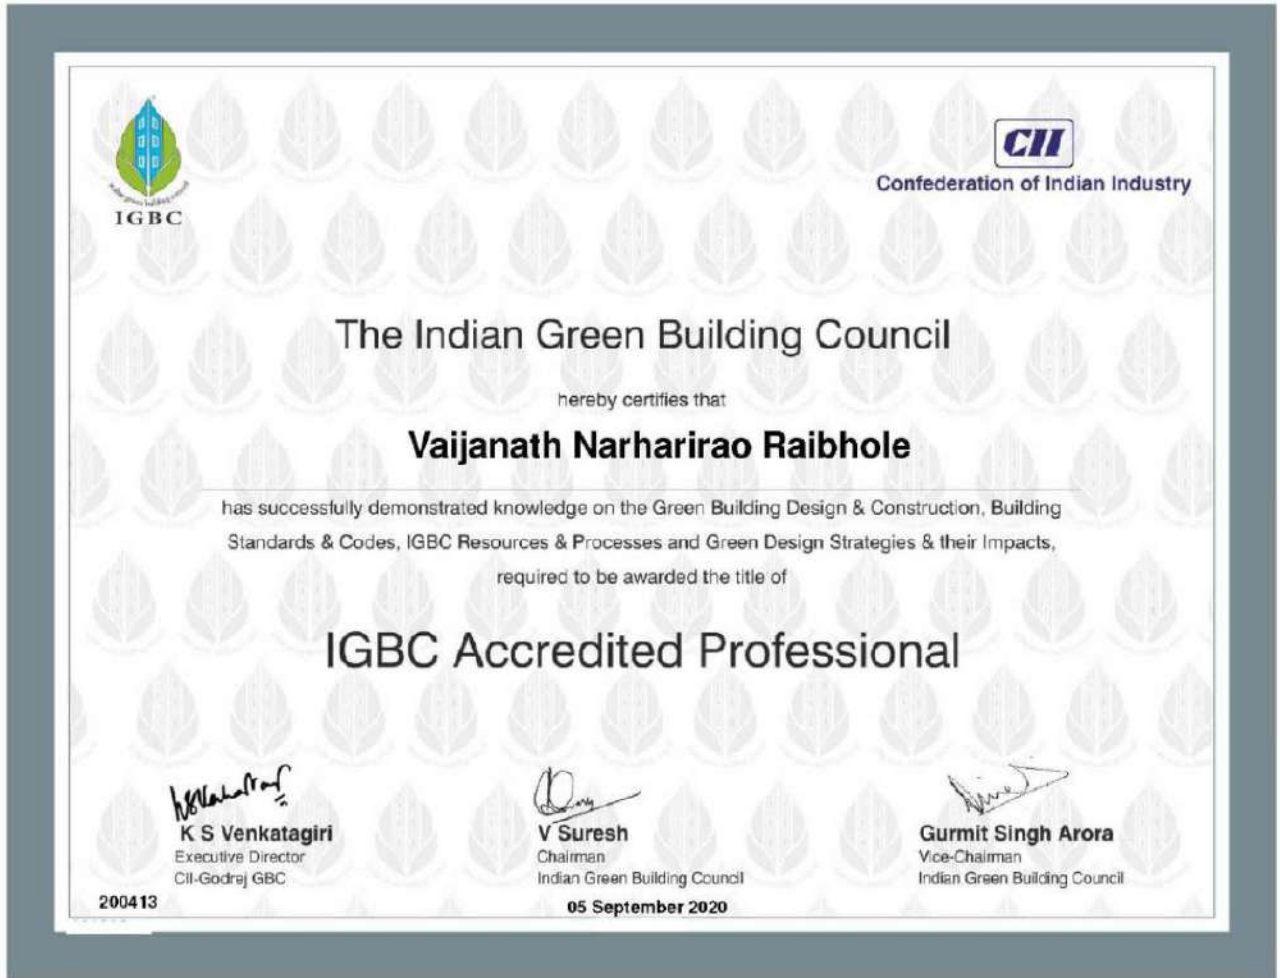 IGBC
CII
Confederation of Indian Industry
The Indian Green Building Council
hereby certifies that
Vaijanath Narharirao Raibhole
has successfully demonstrated knowledge on the Green Building Design & Construction, Building
Standards & Codes, IGBC Resources & Processes and Green Design Strategies & their Impacts,
required to be awarded the title of
IGBC Accredited Professional
K S Venkatagiri
Executive Director
CII-Godrej GBC
V Suresh
Chairman
Indian Green Building Council
Gurmit Singh Arora
Vice-Chairman
Indian Green Building Council
200413
05 September 2020